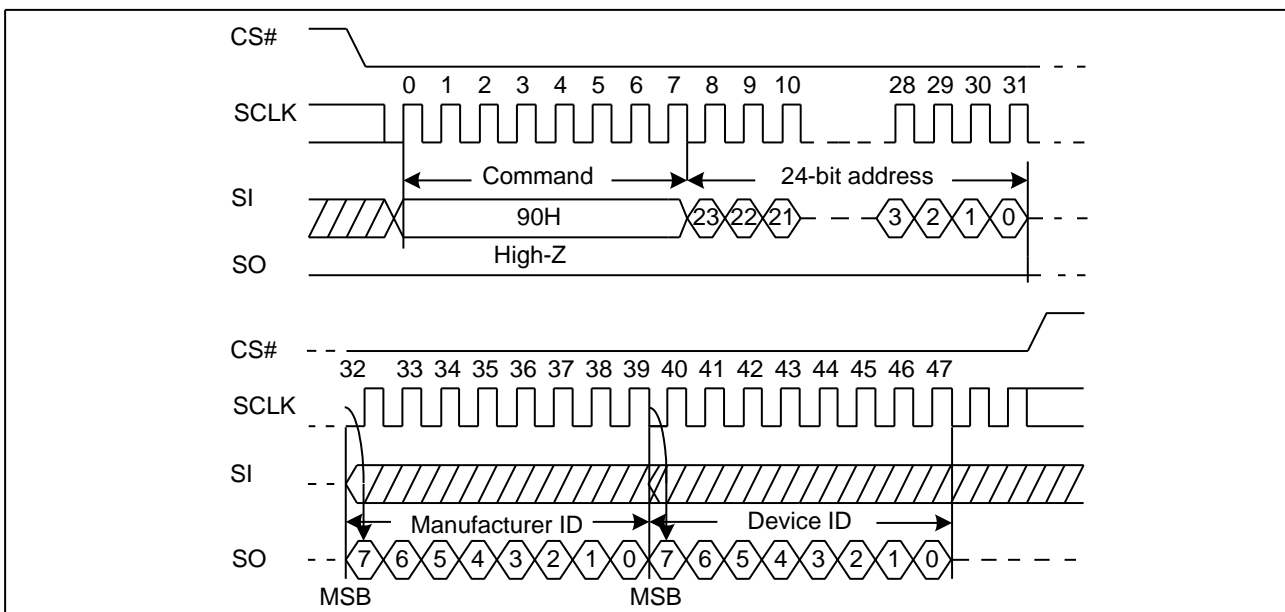 CS#
0 1 2 3 4 5 6 7 8 9 10 28 29 30 31
SCLK
Command 24-bit address
SI
90H 23 22 21 3 2 1 0
High-Z
SO
CS#
32 33 34 35 36 37 38 39 40 41 42 43 44 45 46 47
SCLK
SI
Manufacturer ID Device ID
SO 7 6 5 4 3 2 1 0 7 6 5 4 3 2 1 0
MSB MSB